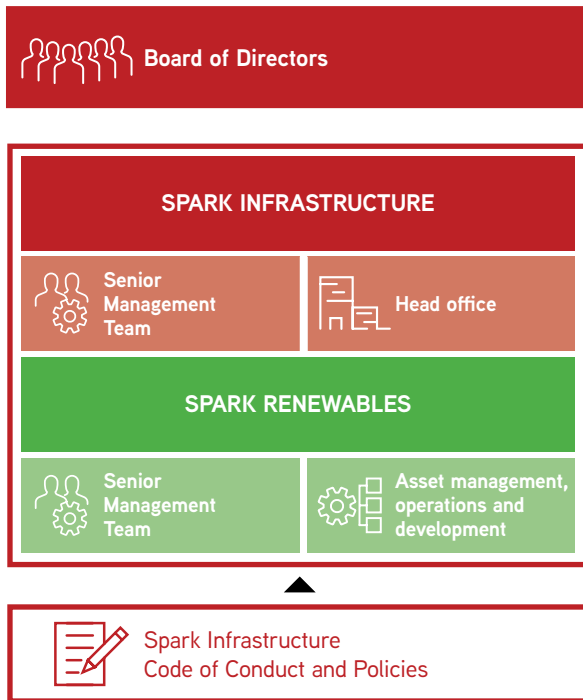 Board of Directors
SPARK INFRASTRUCTURE
Senior
Management
Team
Head office
SPARK RENEWABLES
Senior
Management
Team
Asset management,
operations and
development
Spark Infrastructure
Code of Conduct and Policies